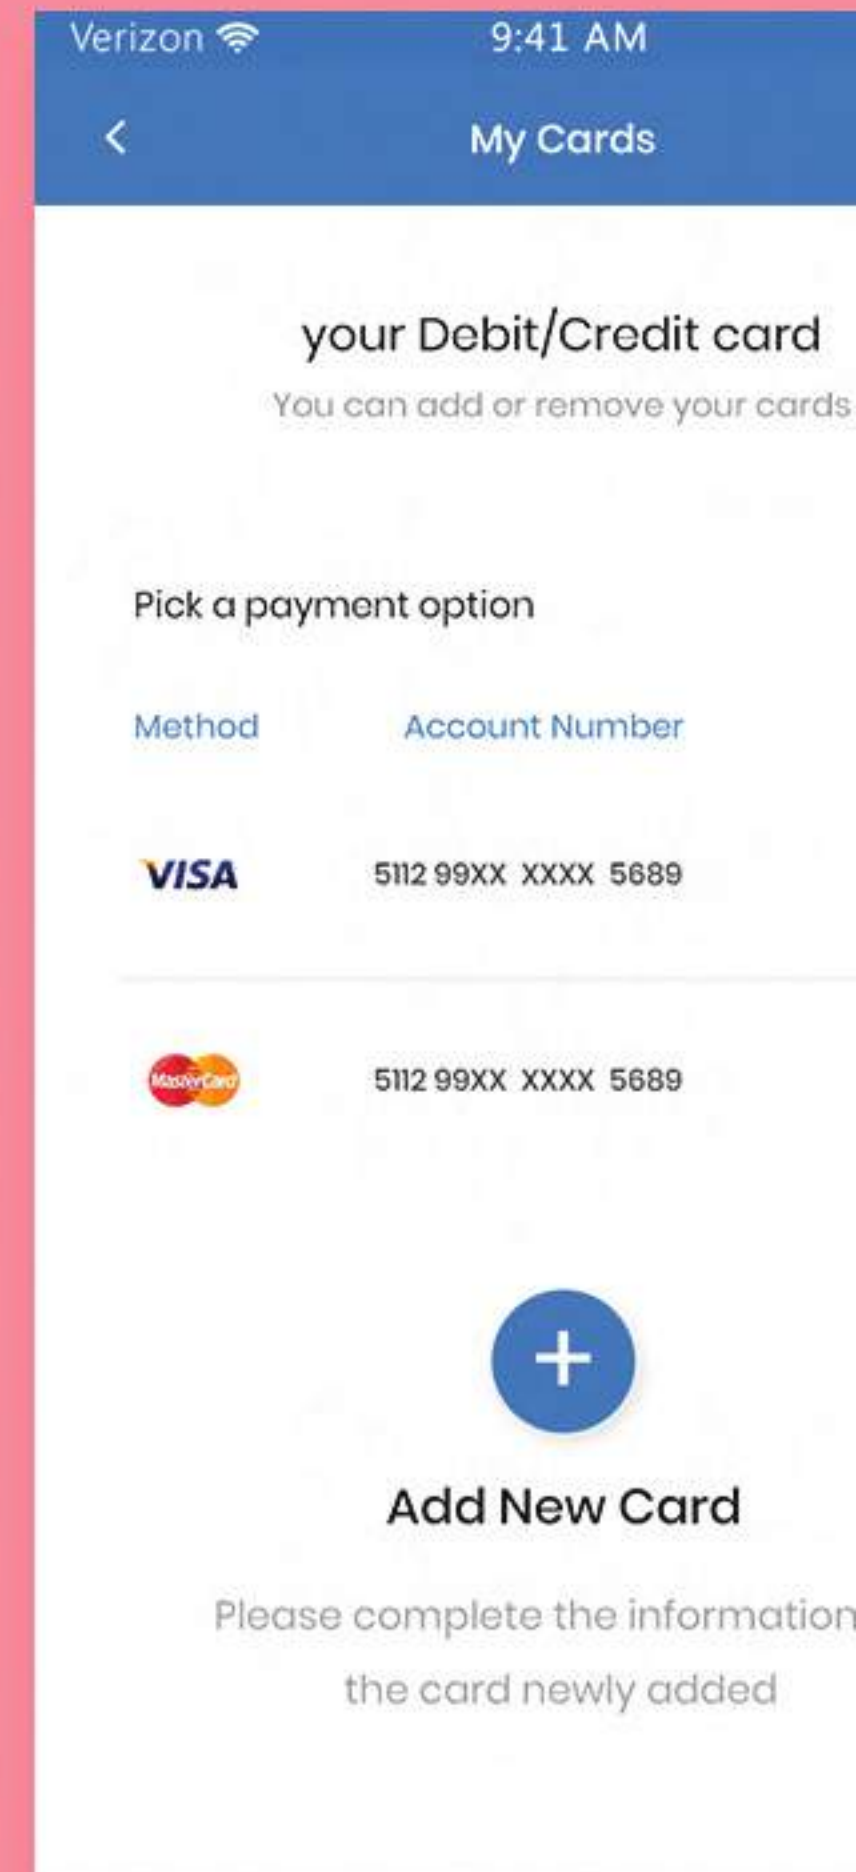 Verizon 9:41 AM
My Cards
your Debit/Credit card
You can add or remove your cards
Pick a payment option
Method Account Number
VISA 5112 99XX XXXX 5689
MasterCard 5112 99XX XXXX 5689
Add New Card
Please complete the information
the card newly added